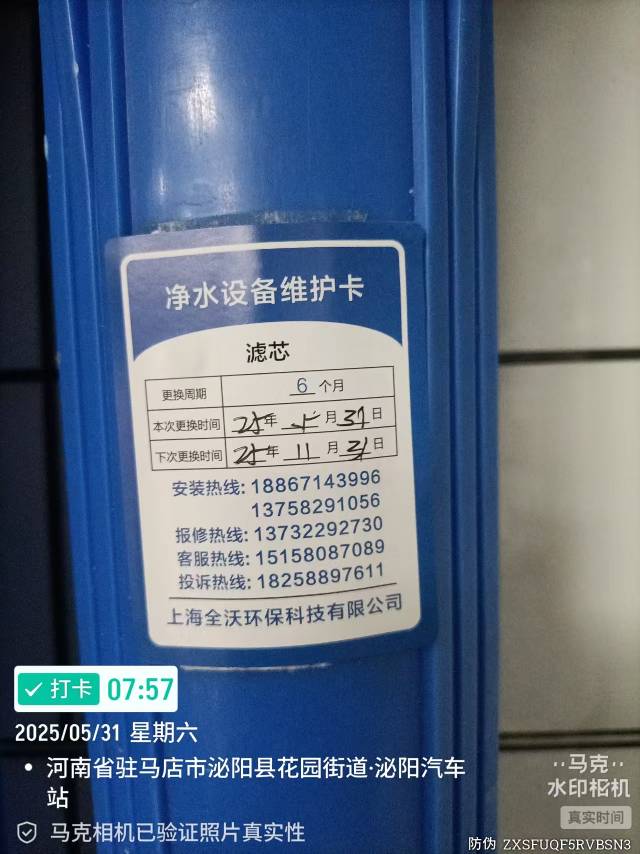 净水设备维护卡
滤芯
更换周期 6 个月
本次更换时间 25年 5月 31日
下次更换时间 25年 11月 31日
安装热线: 18867143996
13758291056
报修热线: 13732292730
客服热线: 15158087089
投诉热线: 18258897611
上海全沃环保科技有限公司
打卡 07:57
2025/05/31 星期六
河南省驻马店市泌阳县花园街道·泌阳汽车
站
马克相机已验证照片真实性
马克
水印相机
真实时间
防伪 ZXSFUQF5RVBSN3